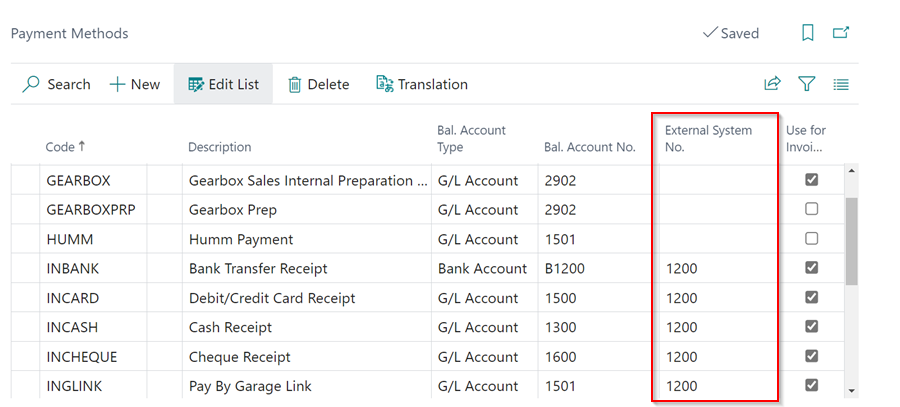 Payment Methods
Saved
Search
New
Edit List
Delete
Translation
Code ↑ Description Bal. Account Type Bal. Account No. External System No. Use for Invoi...
GEARBOX Gearbox Sales Internal Preparation ... G/L Account 2902
GEARBOXPRP Gearbox Prep G/L Account 2902
HUMM Humm Payment G/L Account 1501
INBANK Bank Transfer Receipt Bank Account B1200 1200
INCARD Debit/Credit Card Receipt G/L Account 1500 1200
INCASH Cash Receipt G/L Account 1300 1200
INCHEQUE Cheque Receipt G/L Account 1600 1200
INGLINK Pay By Garage Link G/L Account 1501 1200